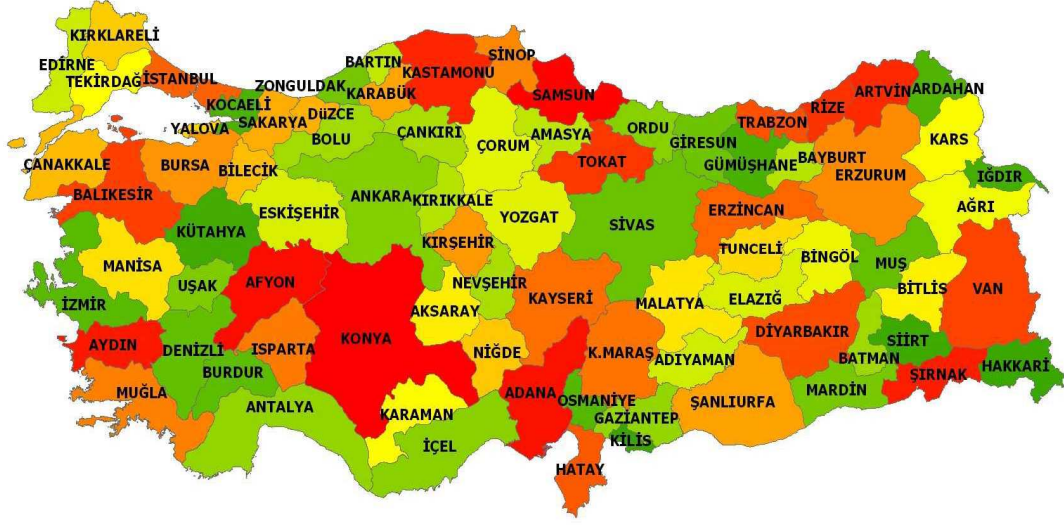 KIRKLARELİ
EDİRNE
TEKİRDAĞ
İSTANBUL
KOCAELİ
YALOVA
SAKARYA
DüZCE
ZONGULDAK
BARTIN
KARABÜK
KASTAMONU
SİNOP
SAMSUN
BOLU
ÇANKIRI
ÇORUM
AMASYA
TOKAT
ORDU
GİRESUN
TRABZON
RİZE
ARTVİN
ARDAHAN
GÜMÜŞHANE
BAYBURT
ERZURUM
KARS
IĞDIR
AĞRI
ÇANAKKALE
BALIKESİR
BURSA
BİLECİK
ESKİŞEHİR
KÜTAHYA
ANKARA
KIRIKKALE
KIRŞEHİR
YOZGAT
SİVAS
ERZİNCAN
TUNCELİ
BİNGÖL
MUŞ
BİTLİS
VAN
MANİSA
İZMİR
UŞAK
AFYON
KONYA
AKSARAY
NEVŞEHİR
KAYSERİ
MALATYA
ELAZIĞ
DİYARBAKIR
BATMAN
SİİRT
ŞIRNAK
HAKKARİ
AYDIN
DENİZLİ
BURDUR
ISPARTA
NİĞDE
K.MARAŞ
ADIYAMAN
MARDİN
MUĞLA
ANTALYA
KARAMAN
İÇEL
ADANA
OSMANİYE
GAZİANTEP
KİLİS
ŞANLIURFA
HATAY